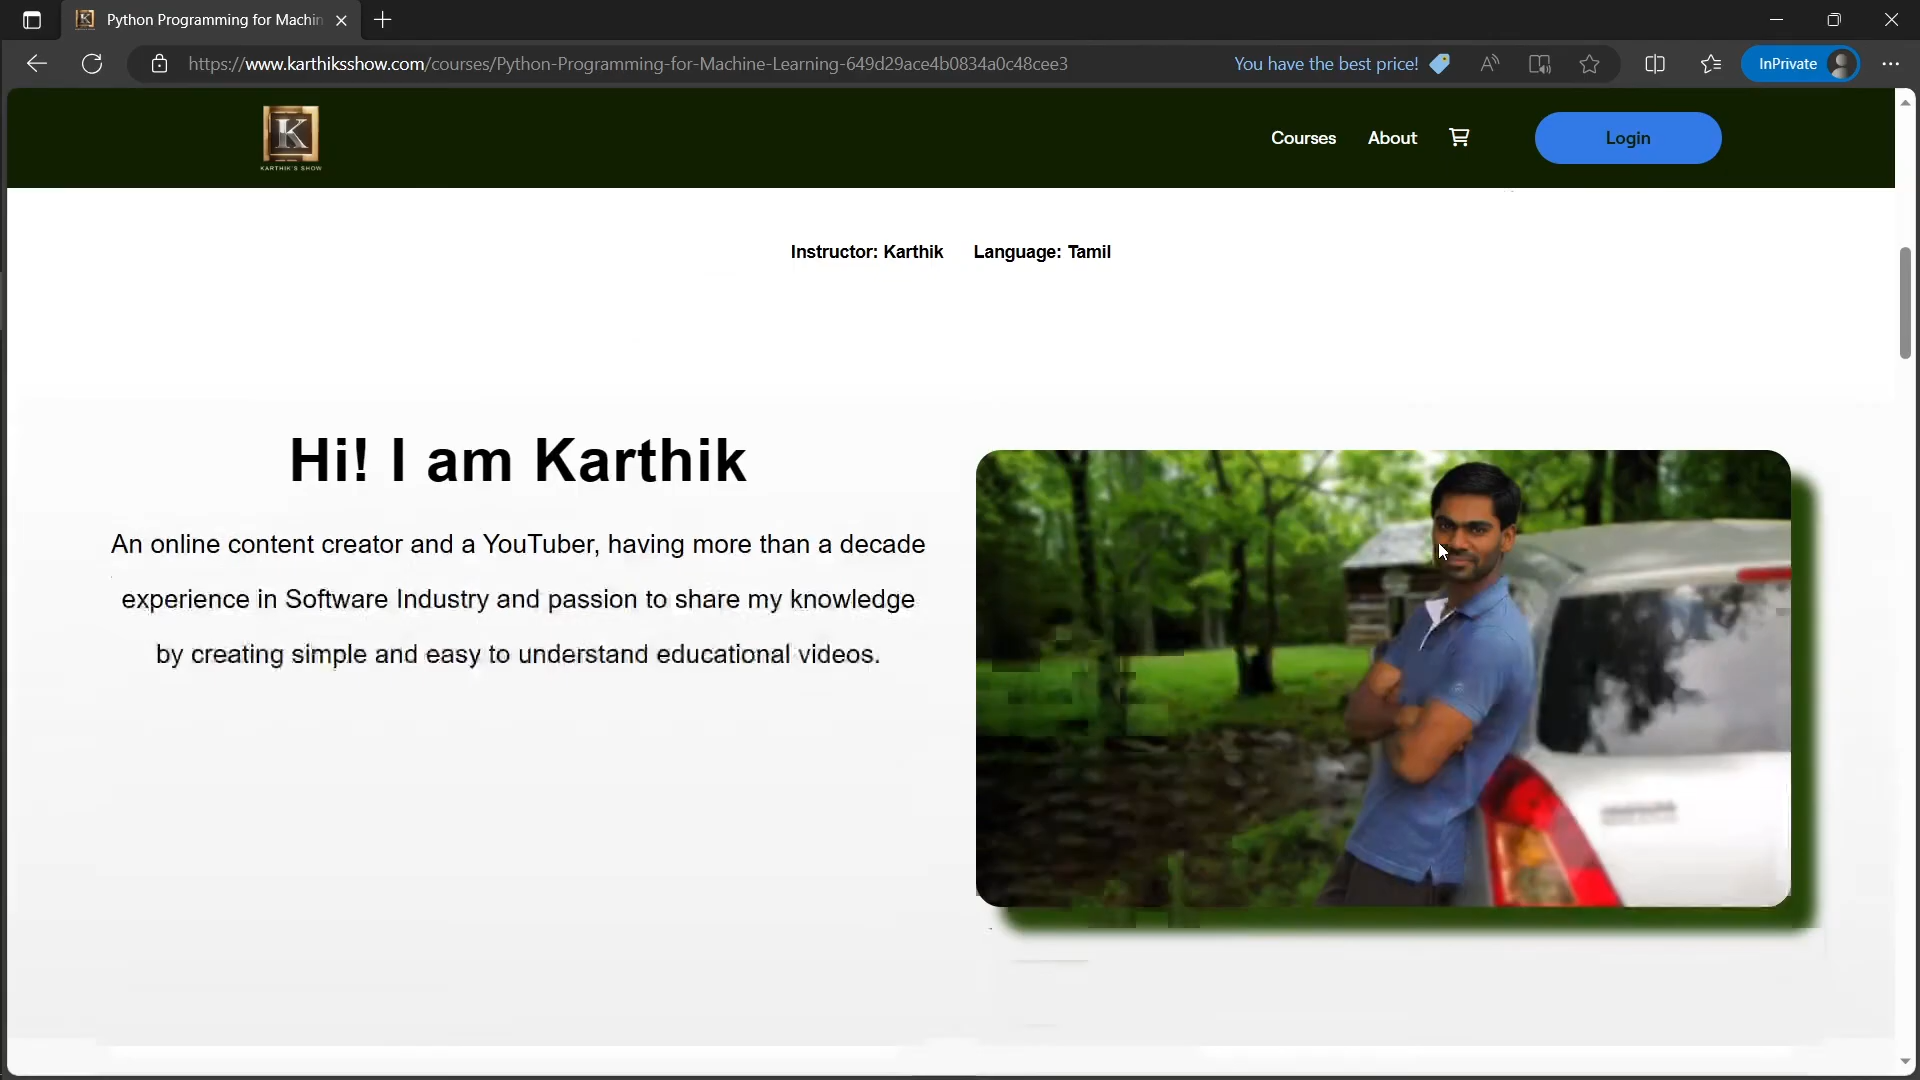 Python Programming for Machin
https://www.karthiksshow.com/courses/Python-Programming-for-Machine-Learning-649d29ace4b0834a0c48cee3
You have the best price!
InPrivate
K
KARTHIK'S SHOW
Courses
About
Login
Instructor: Karthik
Language: Tamil
Hi! I am Karthik
An online content creator and a YouTuber, having more than a decade
experience in Software Industry and passion to share my knowledge
by creating simple and easy to understand educational videos.